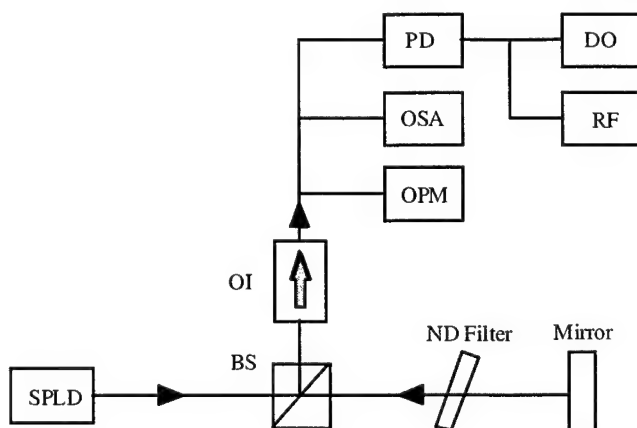 PD
DO
OSA
RF
OPM
OI
ND Filter
Mirror
BS
SPLD